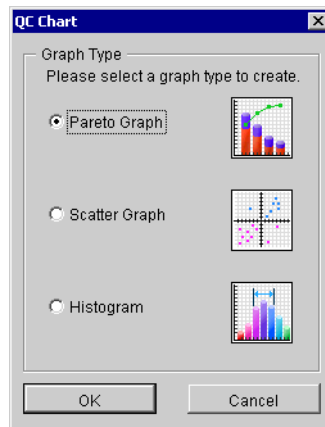 QC Chart
Graph Type
Please select a graph type to create.
Pareto Graph
Scatter Graph
Histogram
OK
Cancel